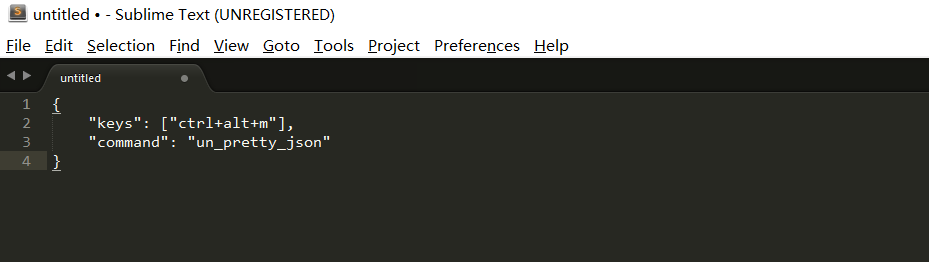 untitled • - Sublime Text (UNREGISTERED)
File Edit Selection Find View Goto Tools Project Preferences Help
untitled
1 {
2     "keys": ["ctrl+alt+m"],
3     "command": "un_pretty_json"
4 }